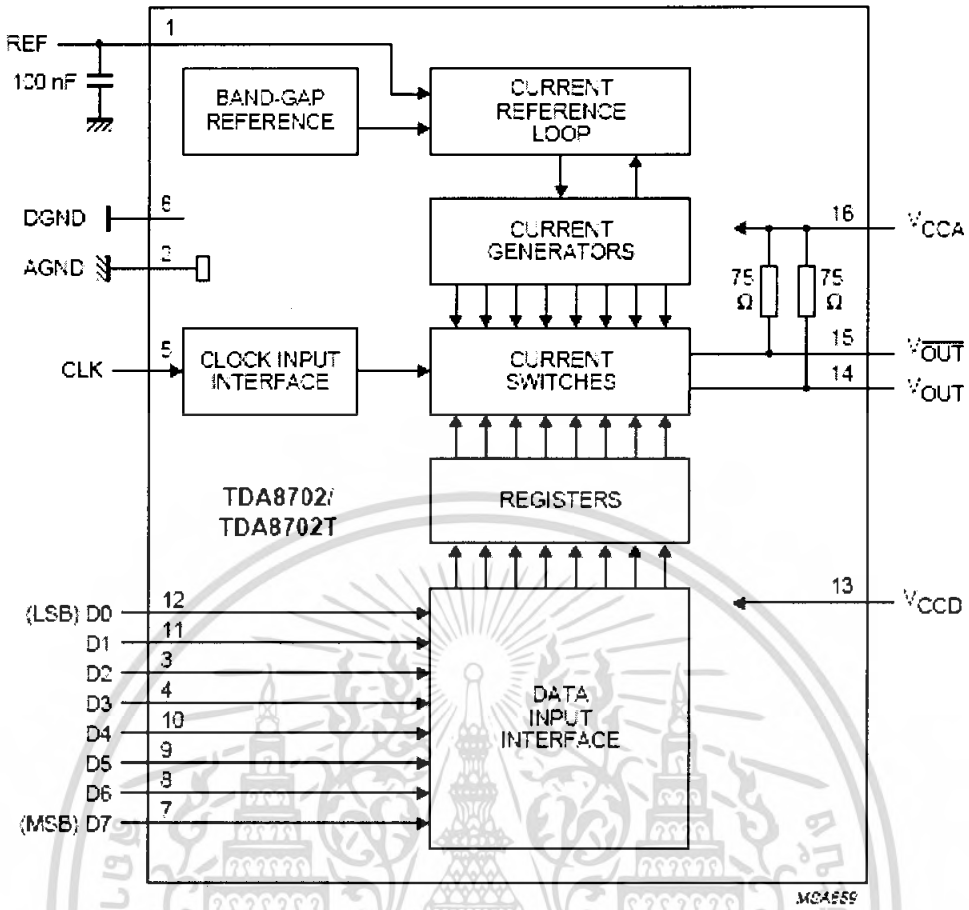 REF
1
100 nF
BAND-GAP
REFERENCE
CURRENT
REFERENCE
LOOP
DGND
6
AGND
2
CURRENT
GENERATORS
16
VCCA
75
Ω
75
Ω
CLK
5
CLOCK INPUT
INTERFACE
CURRENT
SWITCHES
15
V̅O̅U̅T̅
14
VOUT
TDA8702/
TDA8702T
REGISTERS
13
VCCD
(LSB) D0
12
D1
11
D2
3
D3
4
D4
10
D5
9
D6
8
(MSB) D7
7
DATA
INPUT
INTERFACE
MCA659